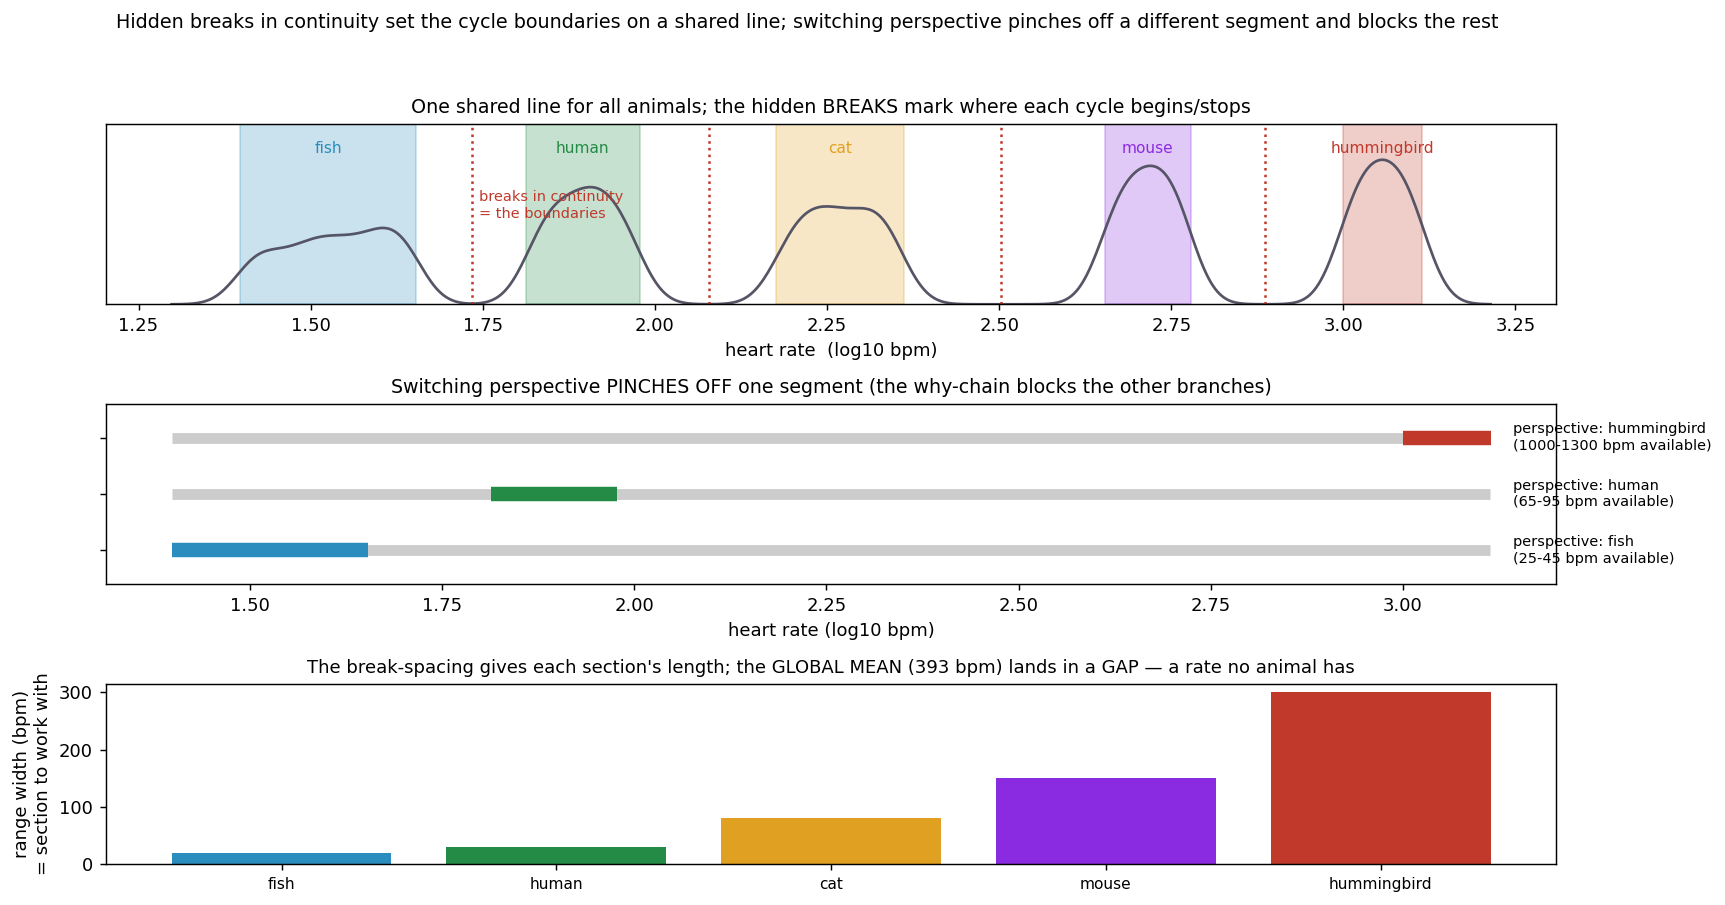 Hidden breaks in continuity set the cycle boundaries on a shared line; switching perspective pinches off a different segment and blocks the rest
One shared line for all animals; the hidden BREAKS mark where each cycle begins/stops
fish
human
cat
mouse
hummingbird
breaks in continuity
= the boundaries
1.25
1.50
1.75
2.00
2.25
2.50
2.75
3.00
3.25
heart rate  (log10 bpm)
Switching perspective PINCHES OFF one segment (the why-chain blocks the other branches)
perspective: hummingbird
(1000-1300 bpm available)
perspective: human
(65-95 bpm available)
perspective: fish
(25-45 bpm available)
1.50
1.75
2.00
2.25
2.50
2.75
3.00
heart rate (log10 bpm)
The break-spacing gives each section's length; the GLOBAL MEAN (393 bpm) lands in a GAP — a rate no animal has
range width (bpm)
= section to work with
300
200
100
0
fish
human
cat
mouse
hummingbird